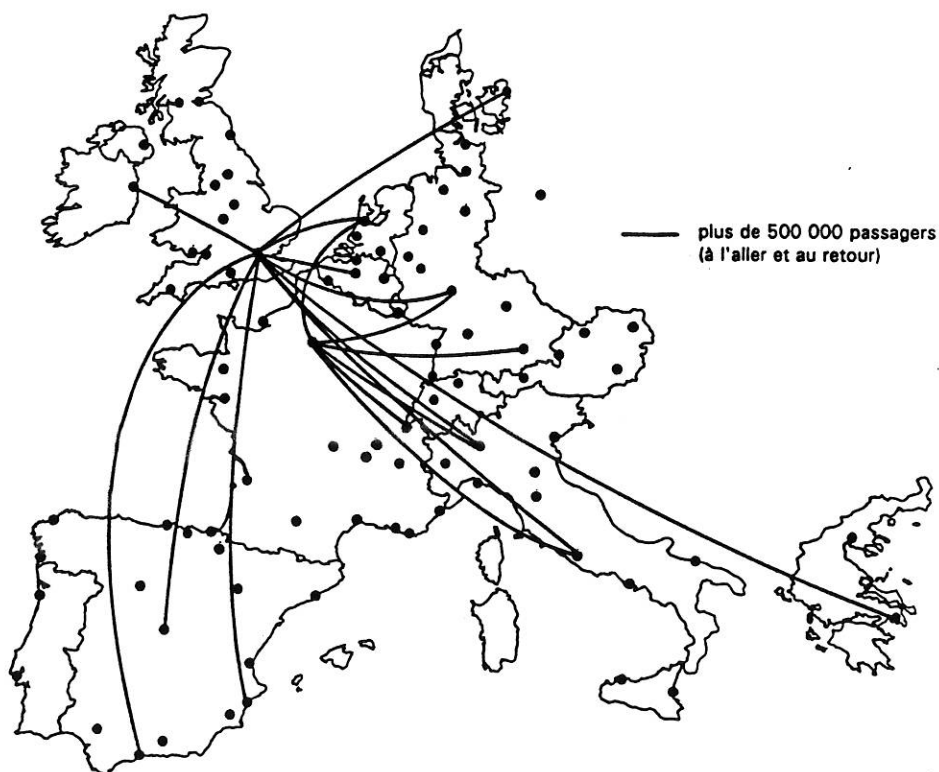 plus de 500 000 passagers
(à l'aller et au retour)